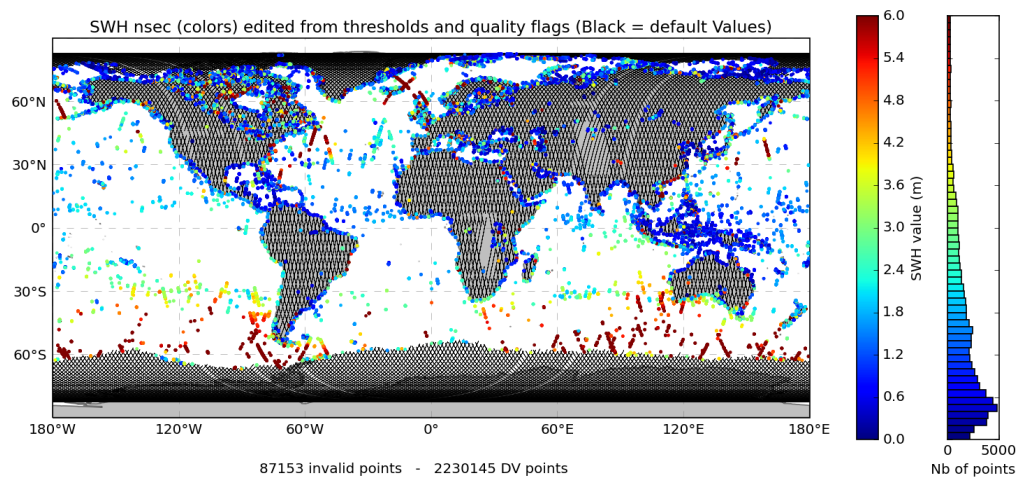 SWH nsec (colors) edited from thresholds and quality flags (Black = default Values)
6.0
5.4
4.8
4.2
3.6
3.0
2.4
1.8
1.2
0.6
0.0
SWH value (m)
60°N
30°N
0°
30°S
60°S
180°W
120°W
60°W
0°
60°E
120°E
180°E
0
5000
Nb of points
87153 invalid points - 2230145 DV points